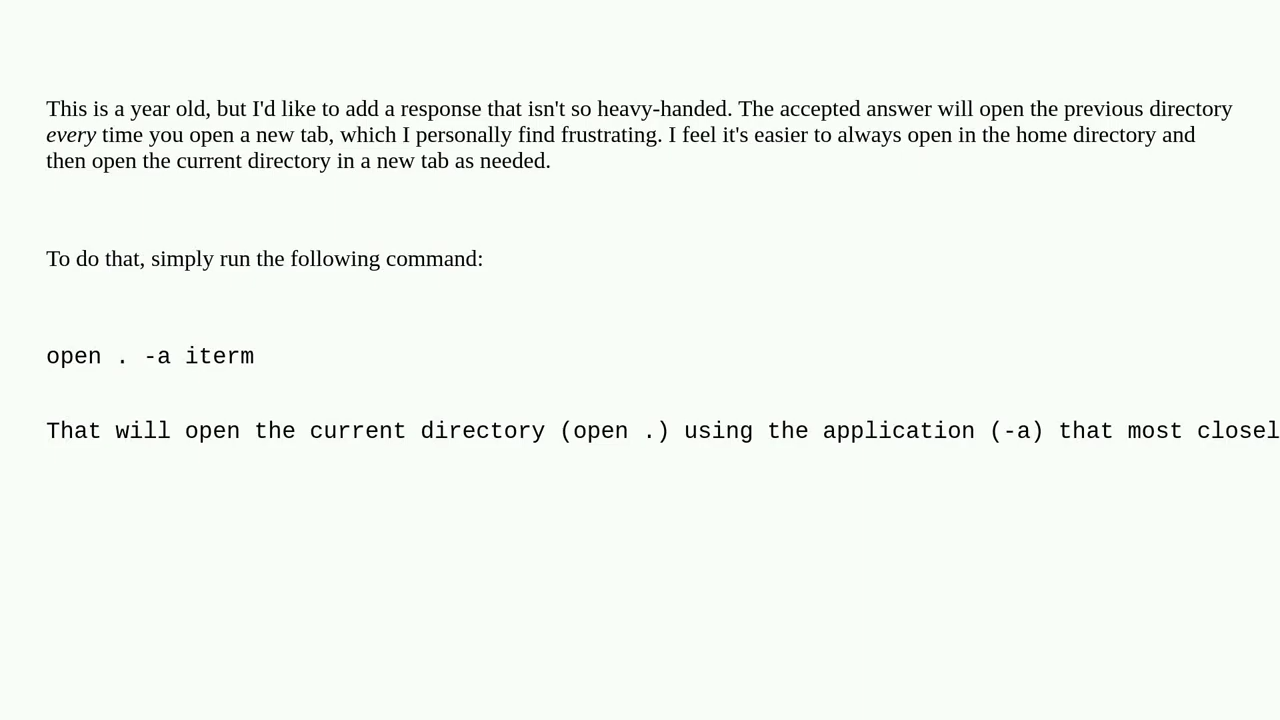 This is a year old, but I'd like to add a response that isn't so heavy-handed. The accepted answer will open the previous directory
every time you open a new tab, which I personally find frustrating. I feel it's easier to always open in the home directory and
then open the current directory in a new tab as needed.
To do that, simply run the following command:
open . -a iterm
That will open the current directory (open .) using the application (-a) that most closel